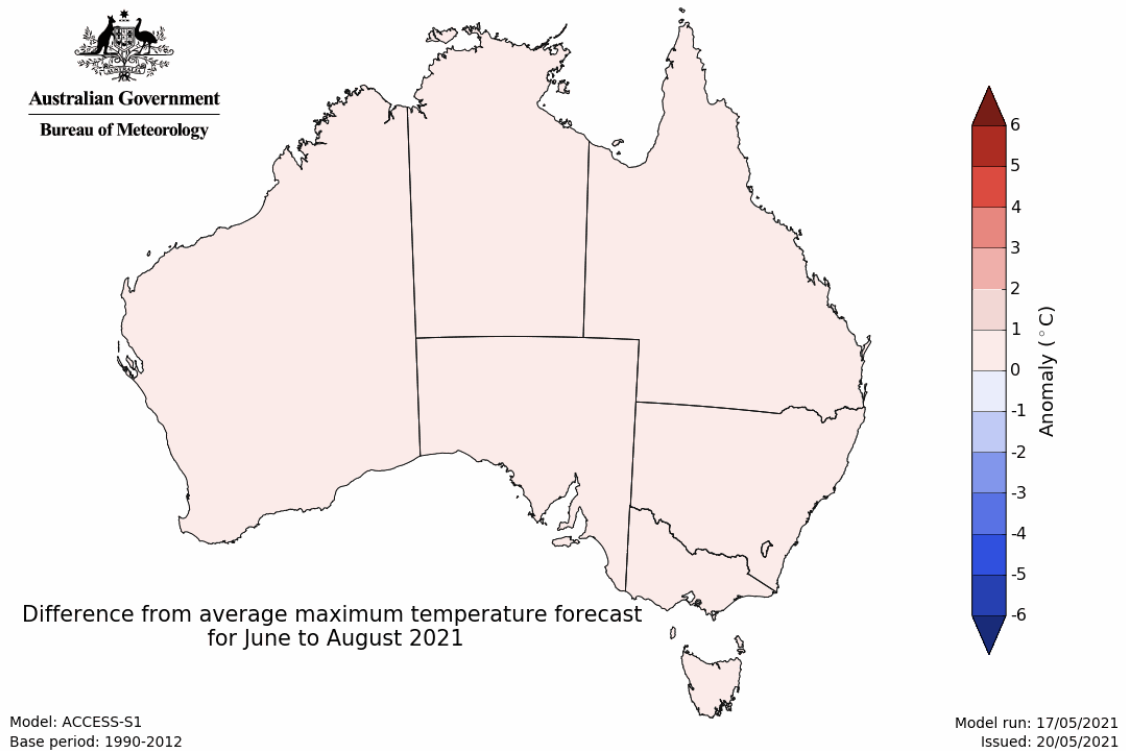 Australian Government
Bureau of Meteorology
6
5
4
3
2
1
0
-1
-2
-3
-4
-5
-6
Anomaly (°C)
Difference from average maximum temperature forecast
for June to August 2021
Model: ACCESS-S1
Base period: 1990-2012
Model run: 17/05/2021
Issued: 20/05/2021